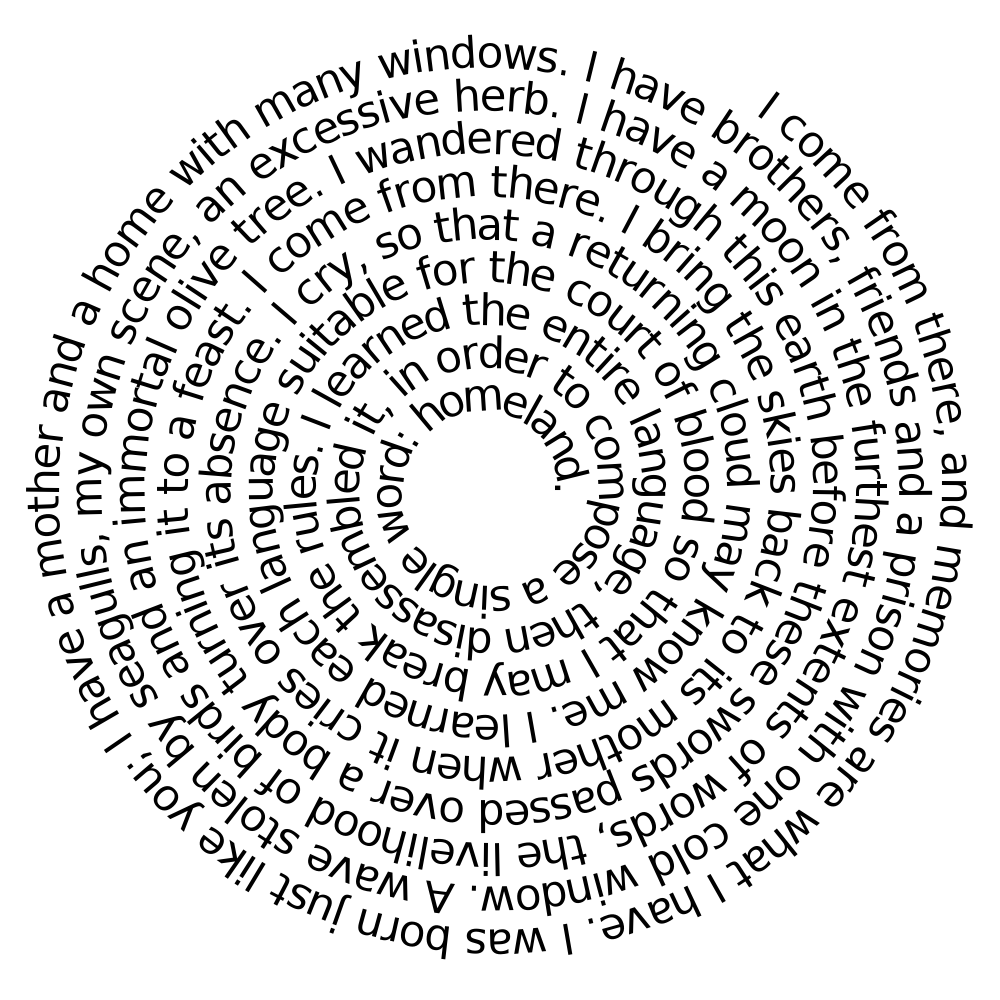 I come from there, and memories are what I have. I was born just like you; I have a mother and a home with many windows. I have brothers, friends and a prison with one cold window. A wave stolen by seagulls, my own scene, an excessive herb. I have a moon in the furthest extents of words, the livelihood of birds and an immortal olive tree. I wandered through this earth before these swords passed over a body turning it to a feast. I come from there. I bring the skies back to its mother when it cries over its absence. I cry, so that a returning cloud may know me. I learned each language suitable for the court of blood so that I may break the rules. I learned the entire language, then disassembled it, in order to compose a single word: homeland.